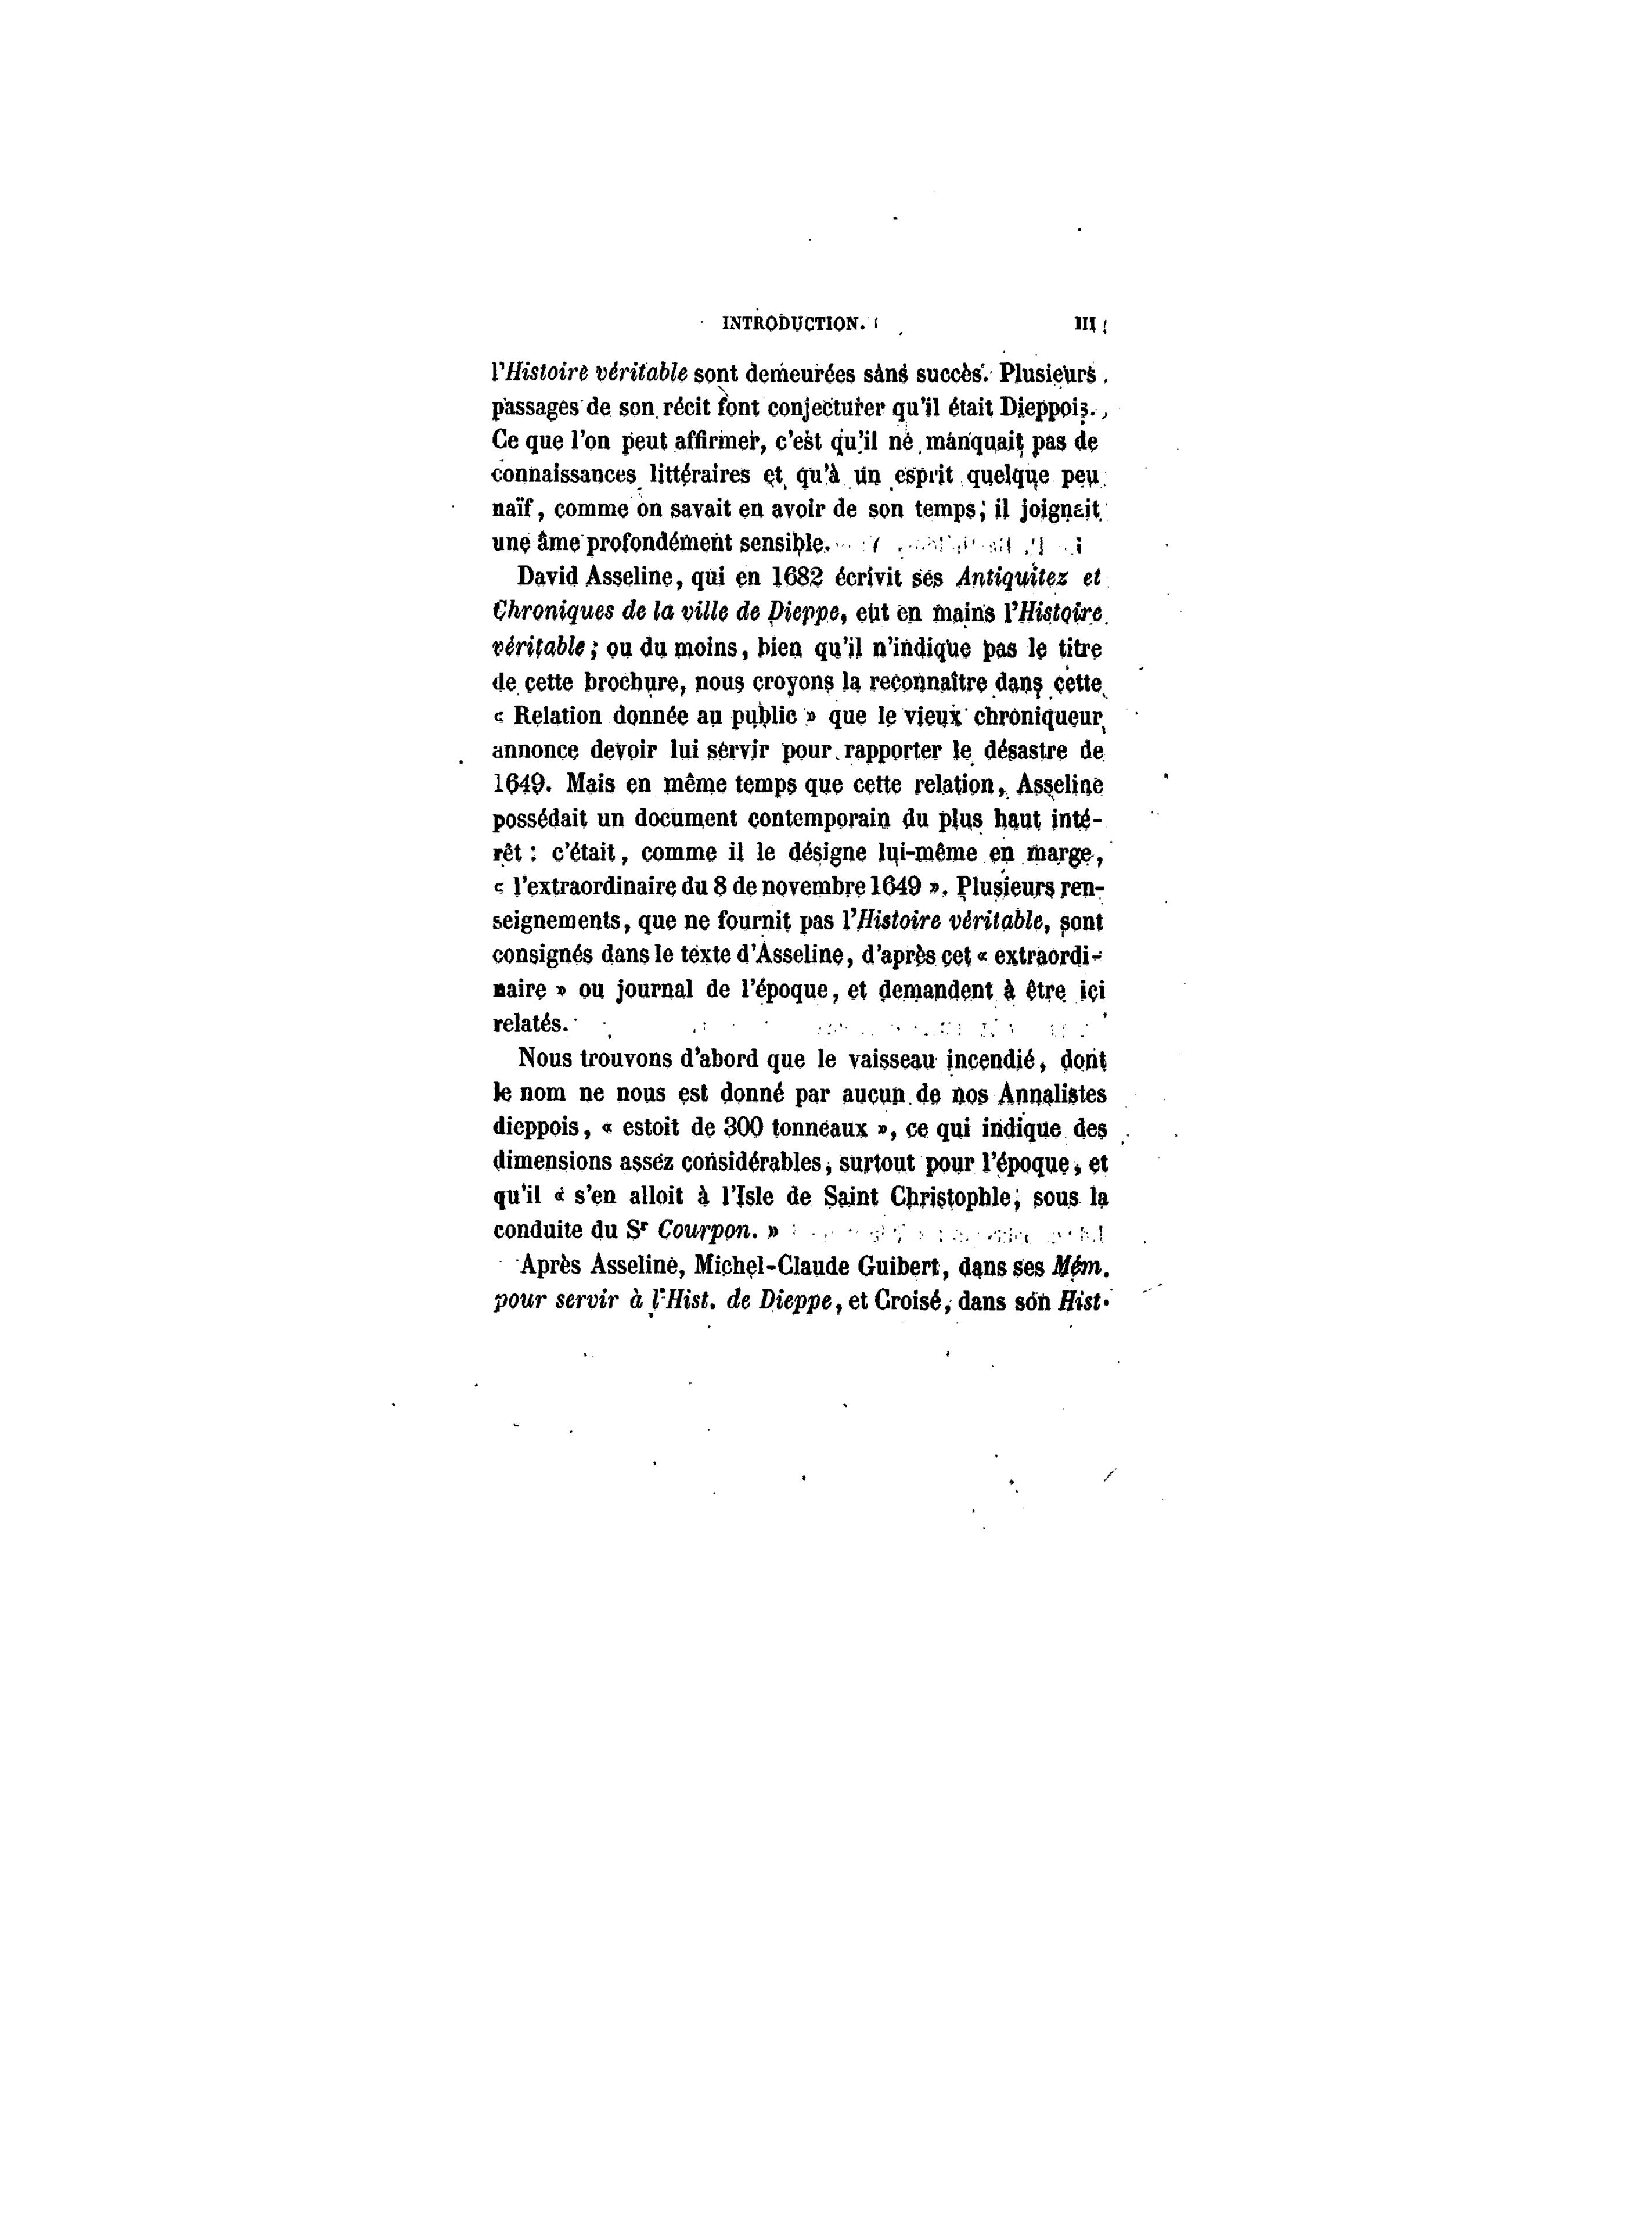 INTRODUCTION. III
l'Histoire véritable sont demeurées sans succès. Plusieurs
passages de son récit font conjecturer qu'il était Dieppois.
Ce que l'on peut affirmer, c'est qu'il ne manquait pas de
connaissances littéraires et qu'à un esprit quelque peu
naïf, comme on savait en avoir de son temps, il joignait
une âme profondément sensible.
David Asseline, qui en 1682 écrivit ses Antiquitez et
Chroniques de la ville de Dieppe, eut en mains l'Histoire
véritable ; ou du moins, bien qu'il n'indique pas le titre
de cette brochure, nous croyons la reconnaître dans cette
« Relation donnée au public » que le vieux chroniqueur
annonce devoir lui servir pour rapporter le désastre de
1649. Mais en même temps que cette relation, Asseline
possédait un document contemporain du plus haut inté-
rêt : c'était, comme il le désigne lui-même en marge,
« l'extraordinaire du 8 de novembre 1649 ». Plusieurs ren-
seignements, que ne fournit pas l'Histoire véritable, sont
consignés dans le texte d'Asseline, d'après cet « extraordi-
naire » ou journal de l'époque, et demandent à être ici
relatés.
Nous trouvons d'abord que le vaisseau incendié, dont
le nom ne nous est donné par aucun de nos Annalistes
dieppois, « estoit de 300 tonneaux », ce qui indique des
dimensions assez considérables, surtout pour l'époque, et
qu'il « s'en alloit à l'Isle de Saint Christophle, sous la
conduite du Sr Courpon. »
Après Asseline, Michel-Claude Guibert, dans ses Mém.
pour servir à l'Hist. de Dieppe, et Croisé, dans son Hist.